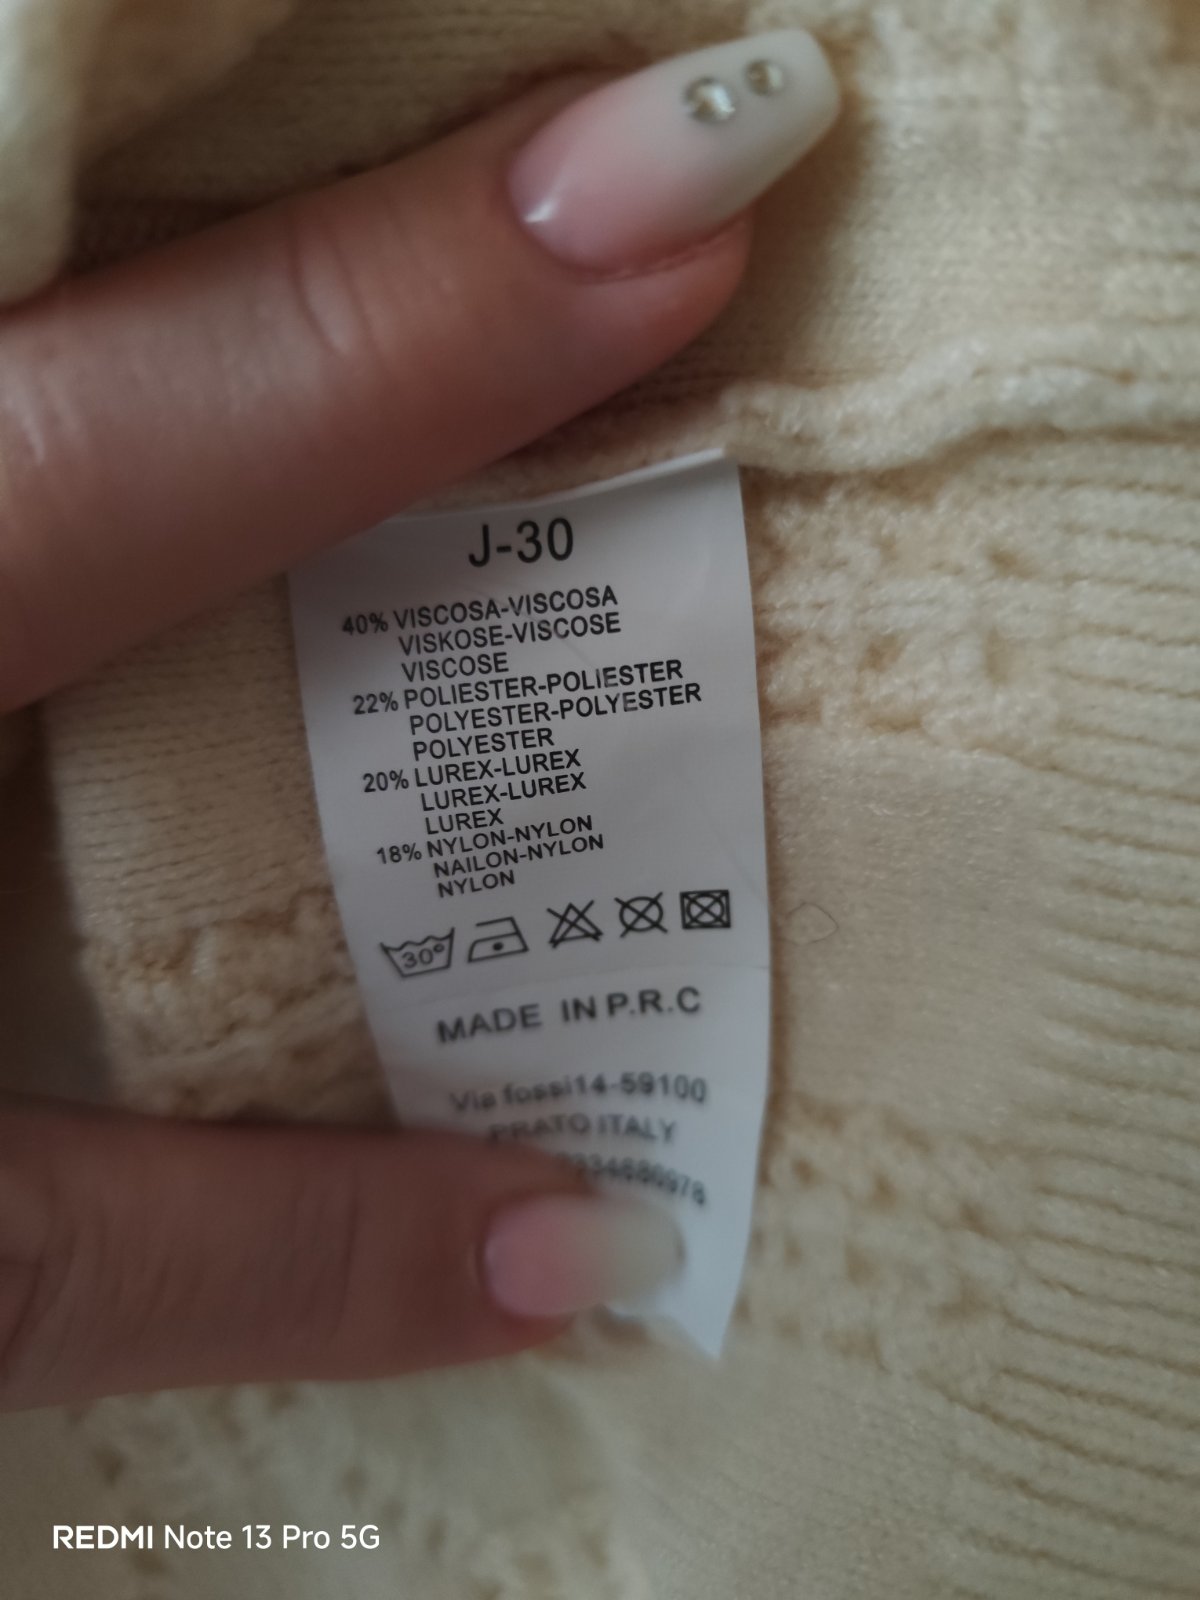 J-30
40% VISCOSA-VISCOSA
VISKOSE-VISCOSE
VISCOSE
22% POLIESTER-POLIESTER
POLYESTER-POLYESTER
POLYESTER
20% LUREX-LUREX
LUREX-LUREX
LUREX
18% NYLON-NYLON
NAILON-NYLON
NYLON
30°
MADE IN P.R.C
Via fossi14-59100
PRATO ITALY
REDMI Note 13 Pro 5G